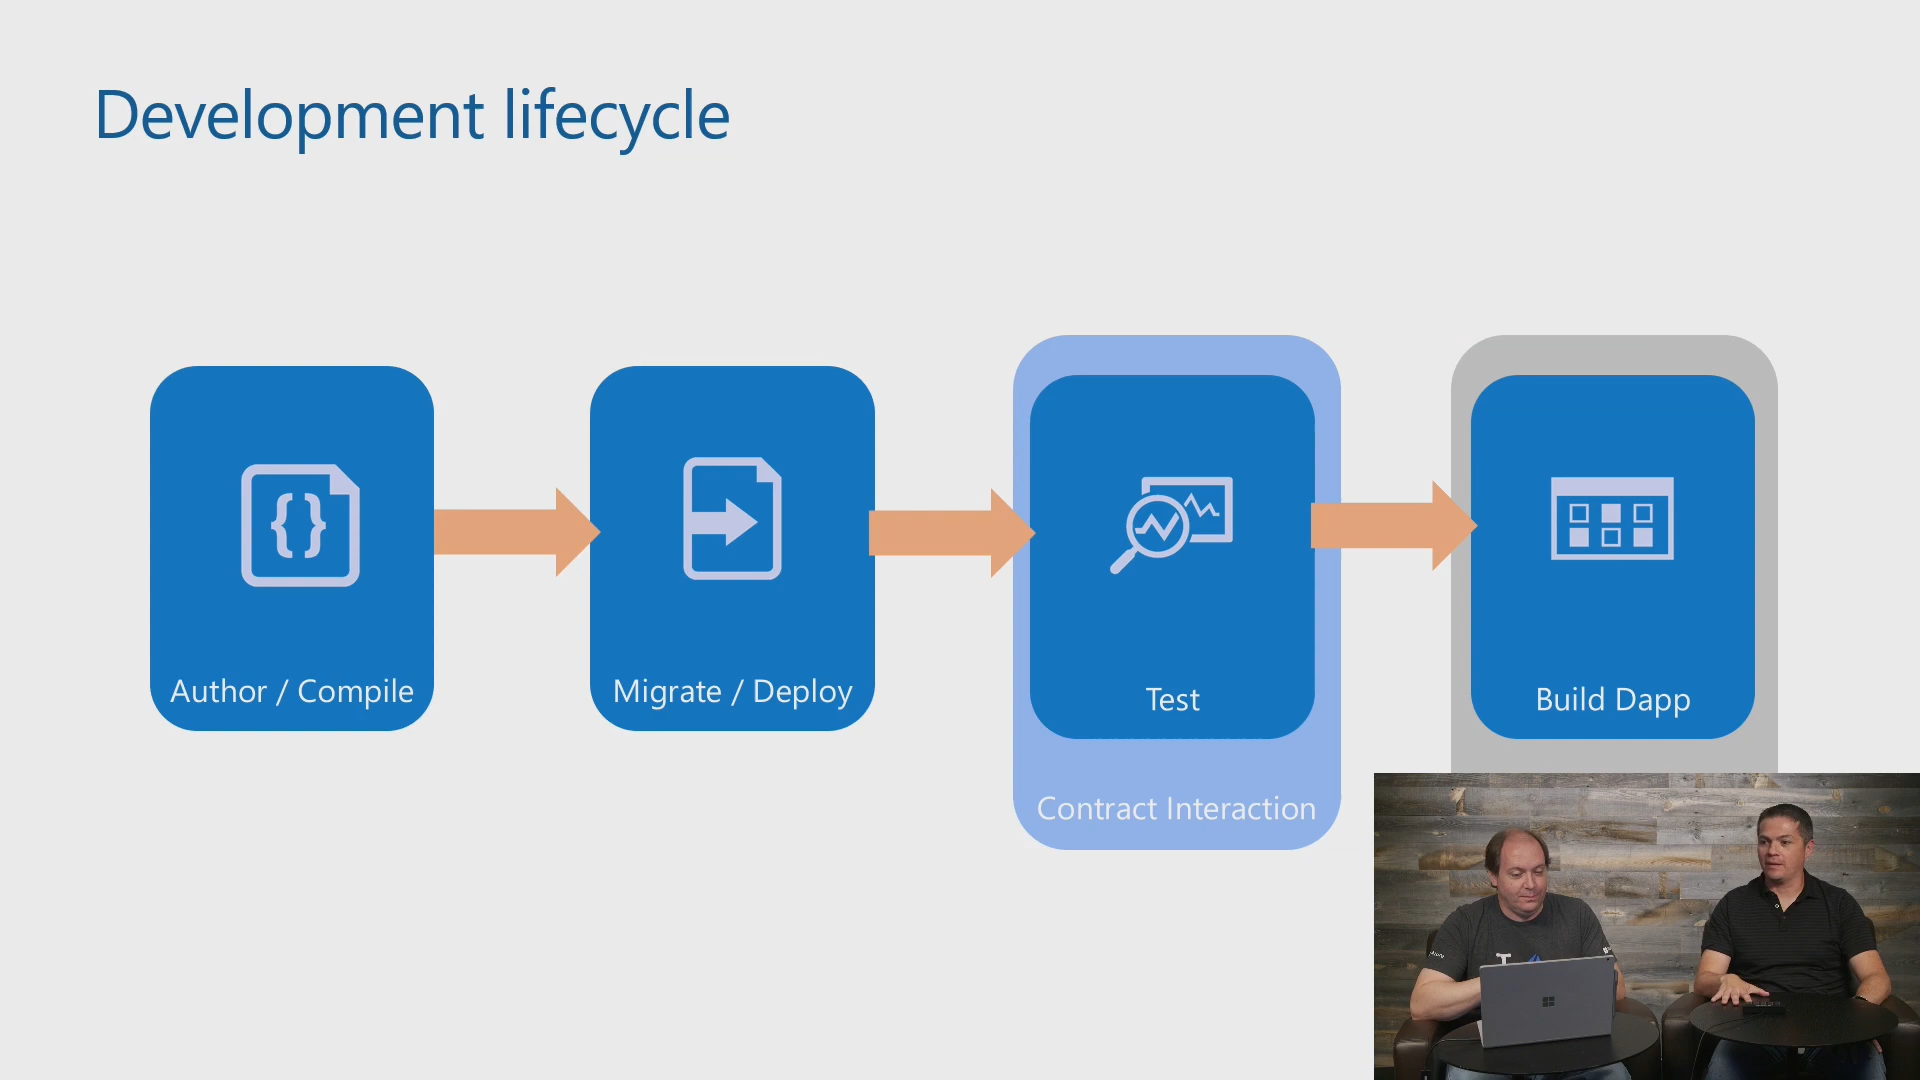 Development lifecycle
{}
Author / Compile
Migrate / Deploy
Test
Build Dapp
Contract Interaction